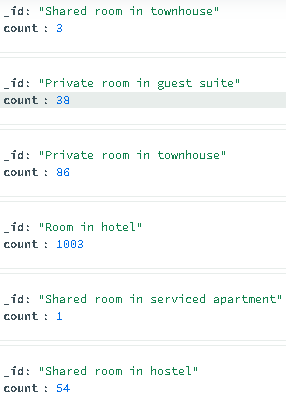 _id: "Shared room in townhouse"
count : 3
_id: "Private room in guest suite"
count : 38
_id: "Private room in townhouse"
count : 86
_id: "Room in hotel"
count : 1003
_id: "Shared room in serviced apartment"
count : 1
_id: "Shared room in hostel"
count : 54